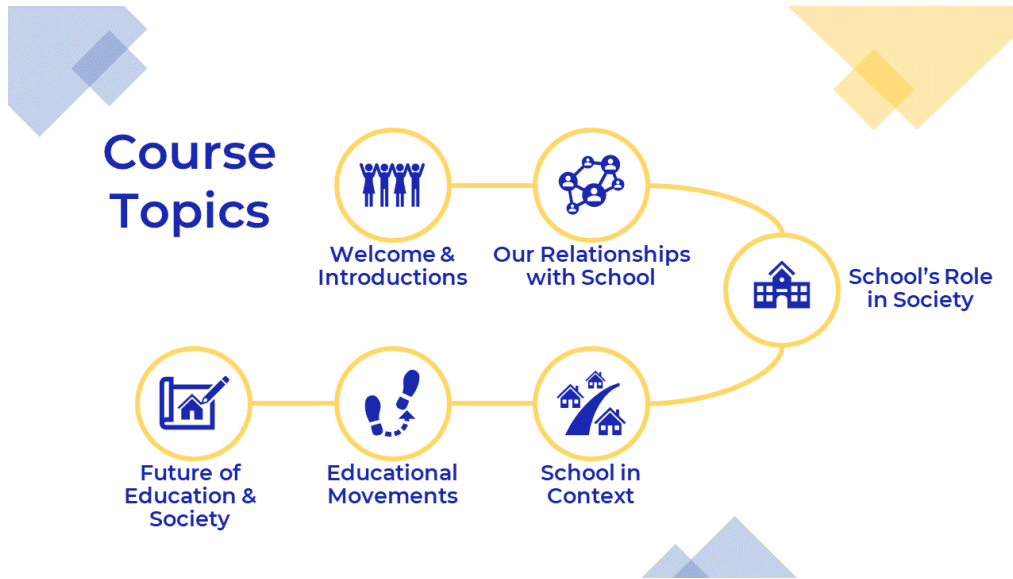 Course
Topics
Welcome &
Introductions
Our Relationships
with School
School's Role
in Society
School in
Context
Educational
Movements
Future of
Education &
Society